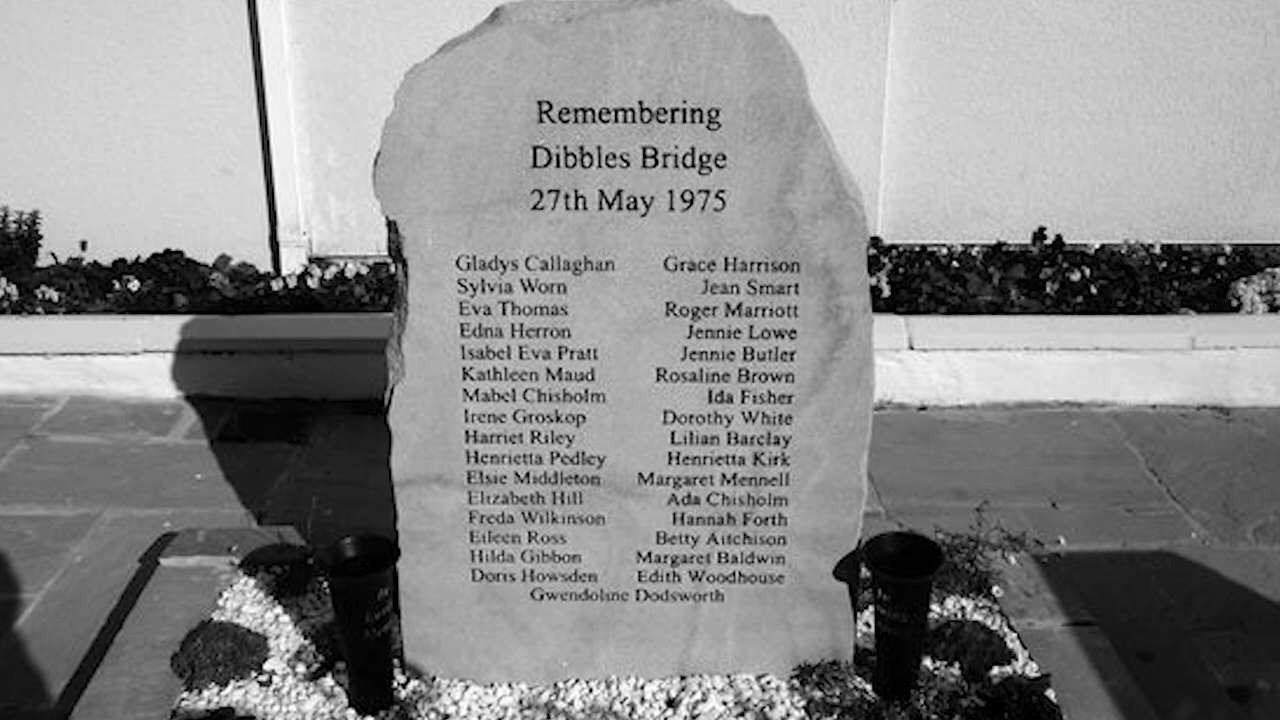 Remembering
Dibbles Bridge
27th May 1975
Gladys Callaghan Grace Harrison
Sylvia Worn Jean Smart
Eva Thomas Roger Marriott
Edna Herron Jennie Lowe
Isabel Eva Pratt Jennie Butler
Kathleen Maud Rosaline Brown
Mabel Chisholm Ida Fisher
Irene Groskop Dorothy White
Harriet Riley Lilian Barclay
Henrietta Pedley Henrietta Kirk
Elsie Middleton Margaret Mennell
Elizabeth Hill Ada Chisholm
Freda Wilkinson Hannah Forth
Eileen Ross Betty Aitchison
Hilda Gibbon Margaret Baldwin
Doris Howsden Edith Woodhouse
Gwendoline Dodsworth